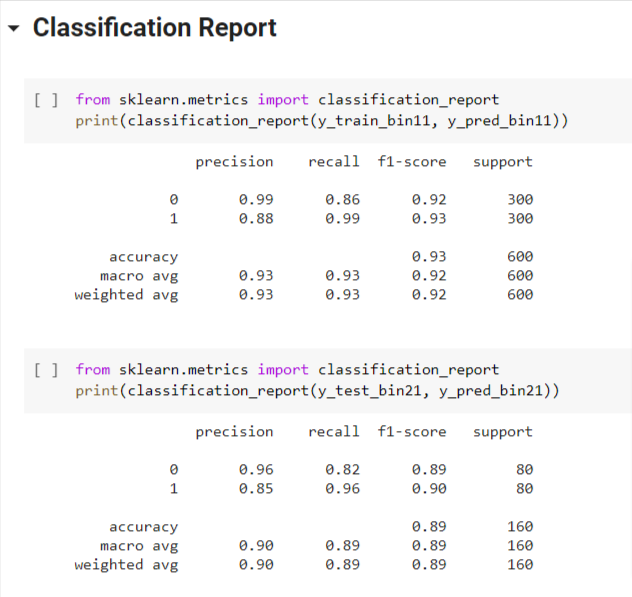 Classification Report
[ ] from sklearn.metrics import classification_report
print(classification_report(y_train_bin11, y_pred_bin11))
precision recall f1-score support
0 0.99 0.86 0.92 300
1 0.88 0.99 0.93 300
accuracy 0.93 600
macro avg 0.93 0.93 0.92 600
weighted avg 0.93 0.93 0.92 600
[ ] from sklearn.metrics import classification_report
print(classification_report(y_test_bin21, y_pred_bin21))
precision recall f1-score support
0 0.96 0.82 0.89 80
1 0.85 0.96 0.90 80
accuracy 0.89 160
macro avg 0.90 0.89 0.89 160
weighted avg 0.90 0.89 0.89 160